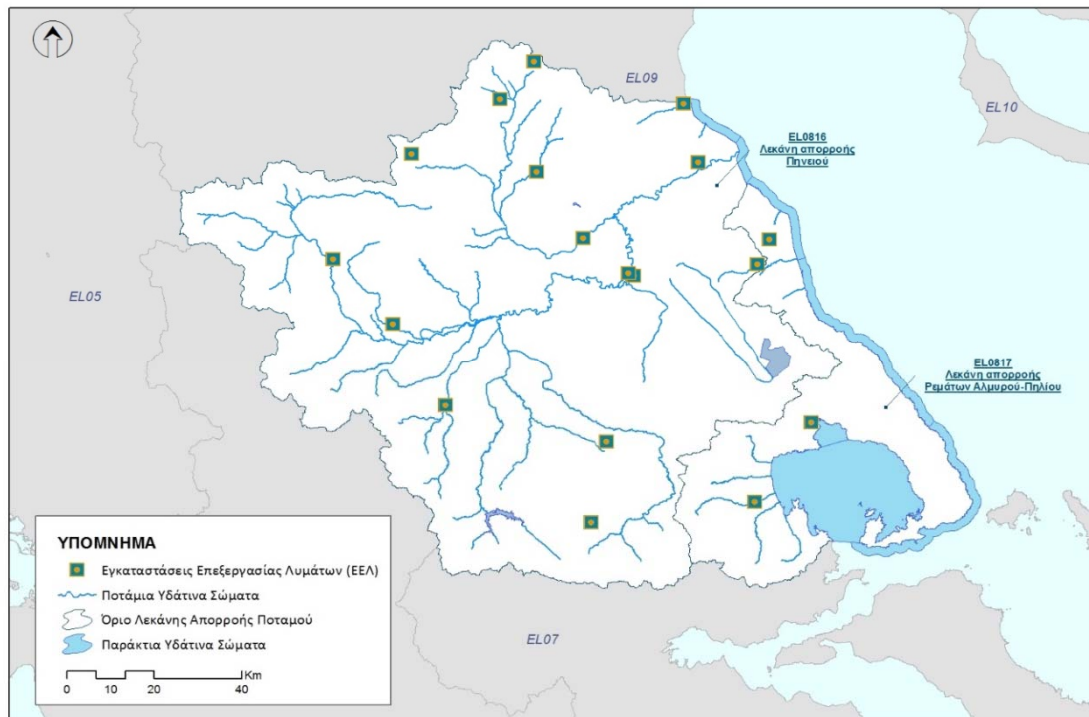 EL09
EL10
EL0816
Λεκάνη απορροής
Πηνειού
EL05
EL0817
Λεκάνη απορροής
Ρεμάτων Αλμυρού-Πηλίου
EL07
ΥΠΟΜΝΗΜΑ
Εγκαταστάσεις Επεξεργασίας Λυμάτων (ΕΕΛ)
Ποτάμια Υδάτινα Σώματα
Όριο Λεκάνης Απορροής Ποταμού
Παράκτια Υδάτινα Σώματα
Km
0 10 20 40